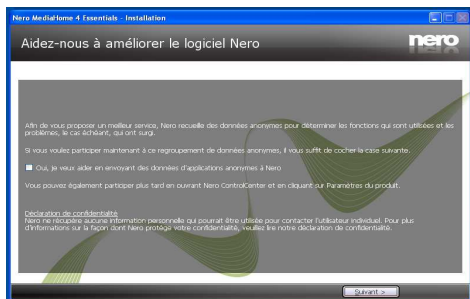 Nero MediaHome 4 Essentials - Installation
Aidez-nous à améliorer le logiciel Nero
nero
Afin de vous proposer un meilleur service, Nero recueille des données anonymes pour déterminer les fonctions qui sont utilisées et les
problèmes, le cas échéant, qui ont surgi.
Si vous voulez participer maintenant à ce regroupement de données anonymes, il vous suffit de cocher la case suivante.
Oui, je veux aider en envoyant des données d'applications anonymes à Nero
Vous pouvez également participer plus tard en ouvrant Nero ControlCenter et en cliquant sur Paramètres du produit.
Déclaration de confidentialité
Nero ne récupère aucune information personnelle qui pourrait être utilisée pour contacter l'utilisateur individuel. Pour plus
d'informations sur la façon dont Nero protège votre confidentialité, veuillez lire notre déclaration de confidentialité.
Suivant >